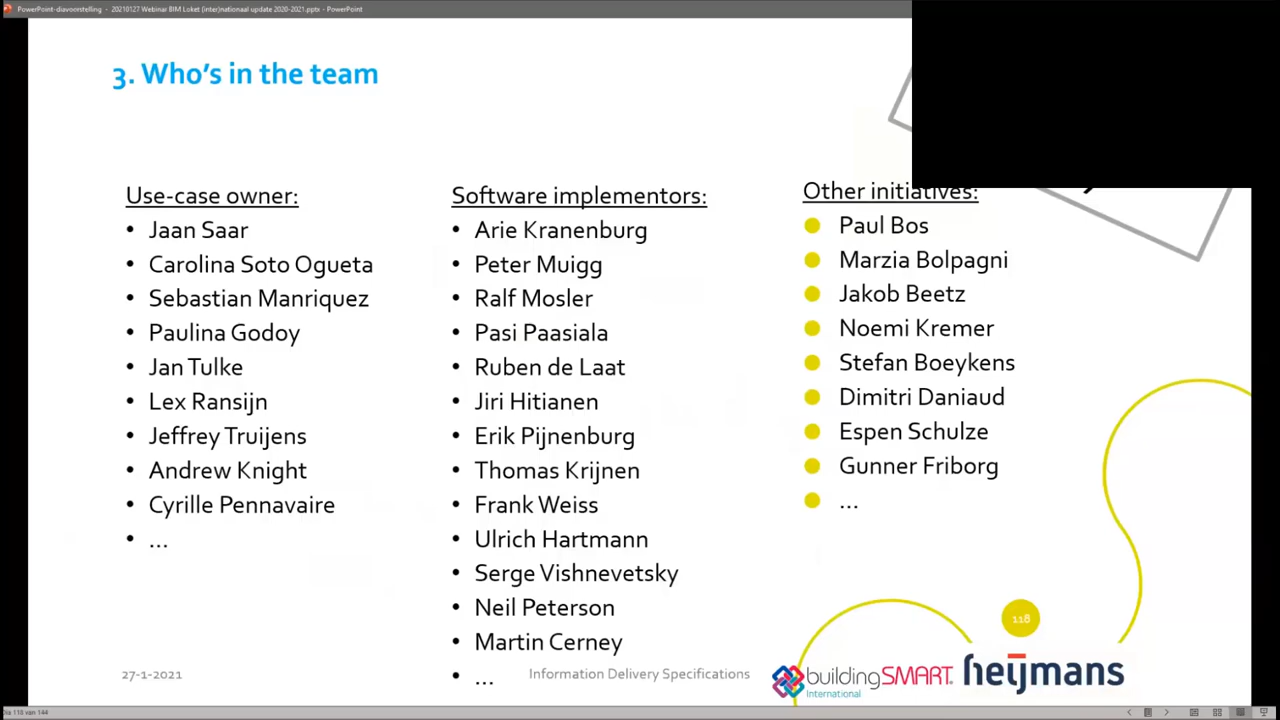 PowerPoint-diavoorstelling - 20210127 Webinar BIM Loket (inter)nationaal update 2020-2021.pptx - PowerPoint
3. Who's in the team
Use-case owner:
• Jaan Saar
• Carolina Soto Ogueta
• Sebastian Manriquez
• Paulina Godoy
• Jan Tulke
• Lex Ransijn
• Jeffrey Truijens
• Andrew Knight
• Cyrille Pennavaire
• ...
Software implementors:
• Arie Kranenburg
• Peter Muigg
• Ralf Mosler
• Pasi Paasiala
• Ruben de Laat
• Jiri Hitianen
• Erik Pijnenburg
• Thomas Krijnen
• Frank Weiss
• Ulrich Hartmann
• Serge Vishnevetsky
• Neil Peterson
• Martin Cerney
• ...
Other initiatives:
Paul Bos
Marzia Bolpagni
Jakob Beetz
Noemi Kremer
Stefan Boeykens
Dimitri Daniaud
Espen Schulze
Gunner Friborg
...
118
27-1-2021
Information Delivery Specifications
buildingSMART®
International
heijmans
Dia 118 van 144